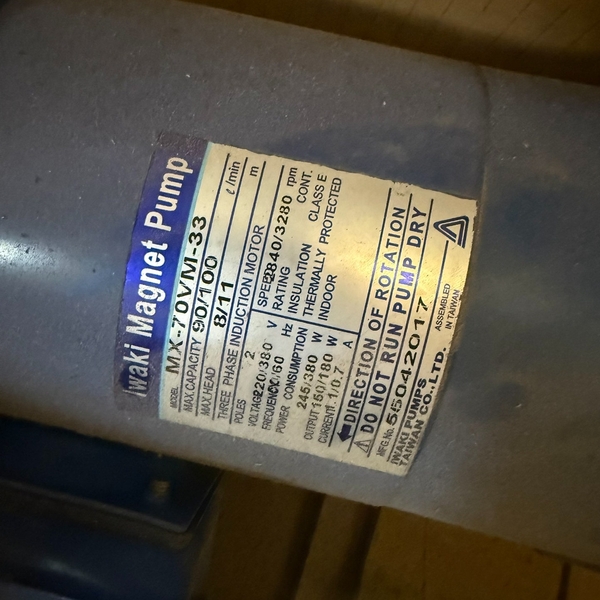 Iwaki Magnet Pump
MODEL MX-70VM-33
MAX.CAPACITY 90/100 ℓ/min
MAX.HEAD 8/11 m
THREE PHASE INDUCTION MOTOR
POLES 2 SPEED 2840/3280 rpm
VOLTAGE 220/380 V RATING CONT.
FREQUENCY 50/60 Hz INSULATION CLASS E
POWER CONSUMPTION THERMALLY PROTECTED
245/380 W INDOOR
OUTPUT 150/180 W
CURRENT 1.1/0.7 A
DIRECTION OF ROTATION
DO NOT RUN PUMP DRY
MFG.No. 55042017
IWAKI PUMPS ASSEMBLED
TAIWAN CO.,LTD. IN TAIWAN